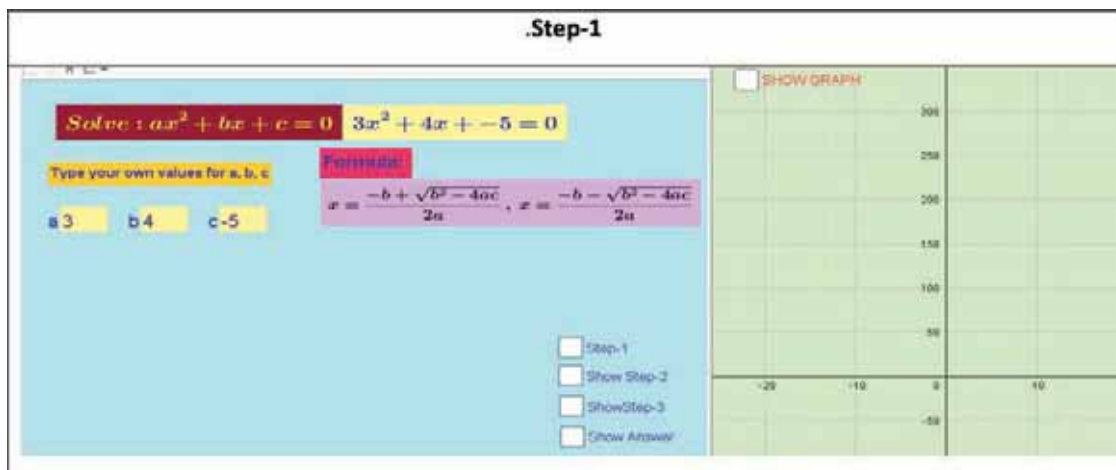 .Step-1
SHOW GRAPH
Solve : ax² + bx + c = 0 3x² + 4x + −5 = 0
Type your own values for a, b, c
Formula:
a 3 b 4 c -5
x = (−b + √(b² − 4ac))/(2a) , x = (−b − √(b² − 4ac))/(2a)
Step-1
Show Step-2
ShowStep-3
Show Answer
300
250
200
150
100
50
-20 -10 0 10
-50